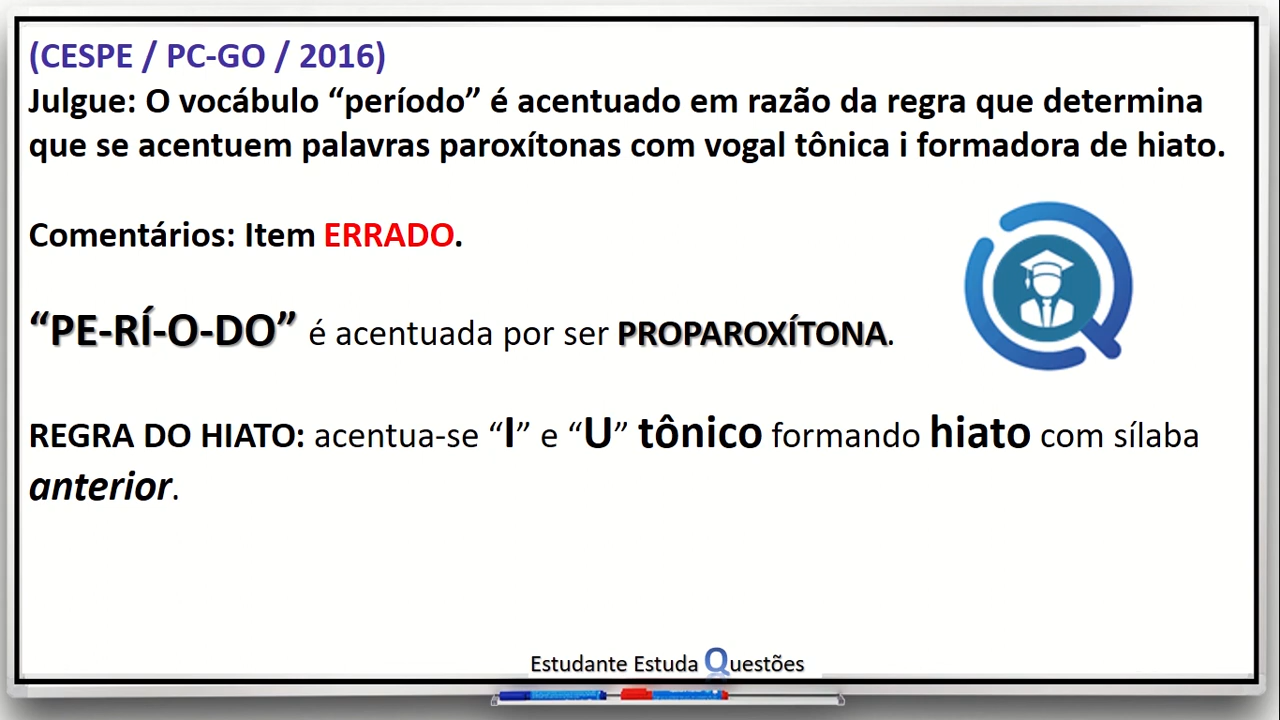 (CESPE / PC-GO / 2016)
Julgue: O vocábulo “período” é acentuado em razão da regra que determina
que se acentuem palavras paroxítonas com vogal tônica i formadora de hiato.
Comentários: Item ERRADO.
“PE-RÍ-O-DO” é acentuada por ser PROPAROXÍTONA.
REGRA DO HIATO: acentua-se “I” e “U” tônico formando hiato com sílaba
anterior.
Estudante Estuda Questões